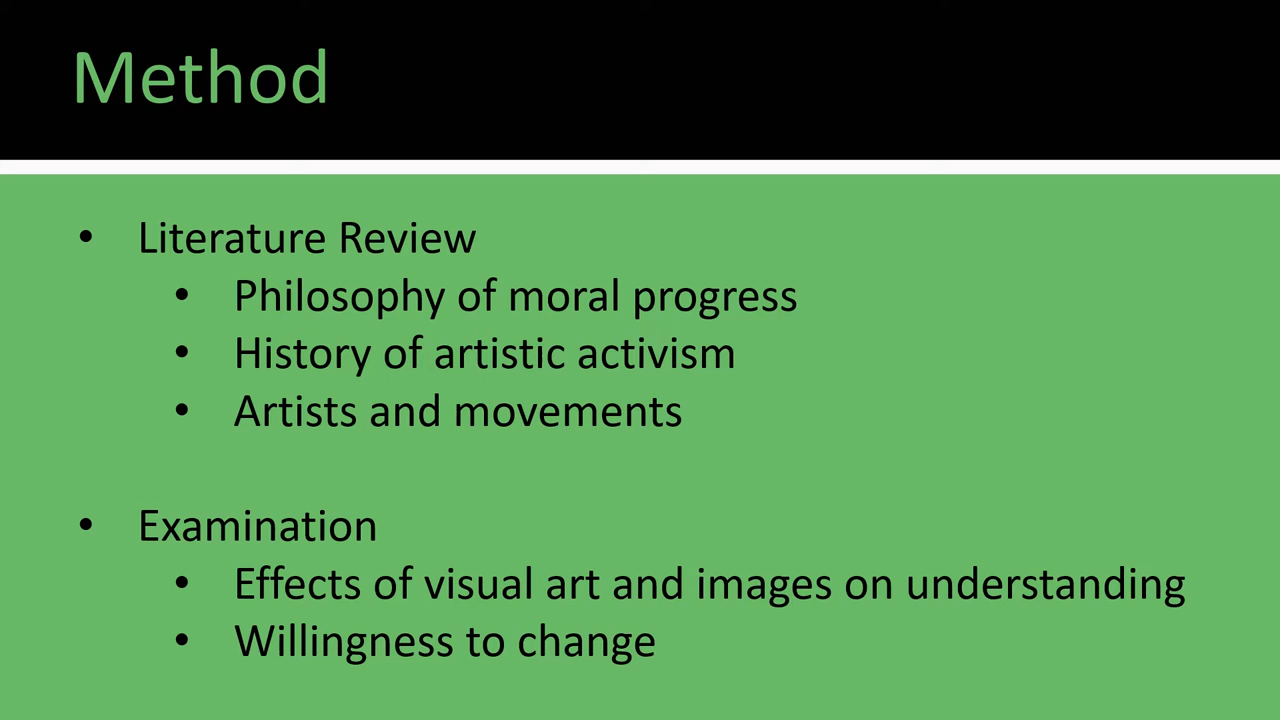 Method
• Literature Review
• Philosophy of moral progress
• History of artistic activism
• Artists and movements
• Examination
• Effects of visual art and images on understanding
• Willingness to change